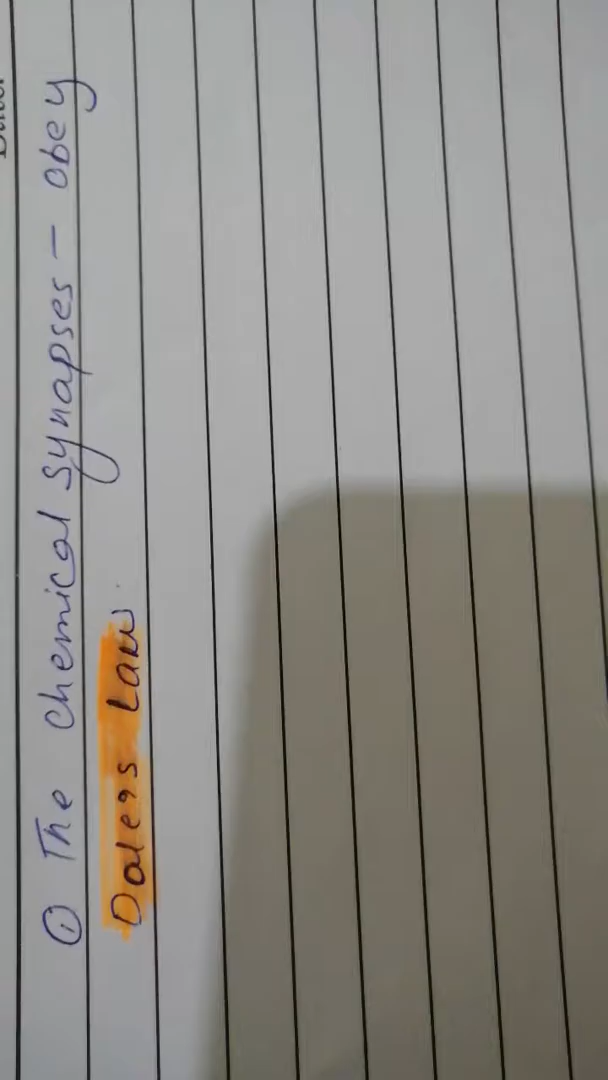 ① The chemical synapses – obey
Dale's Law.